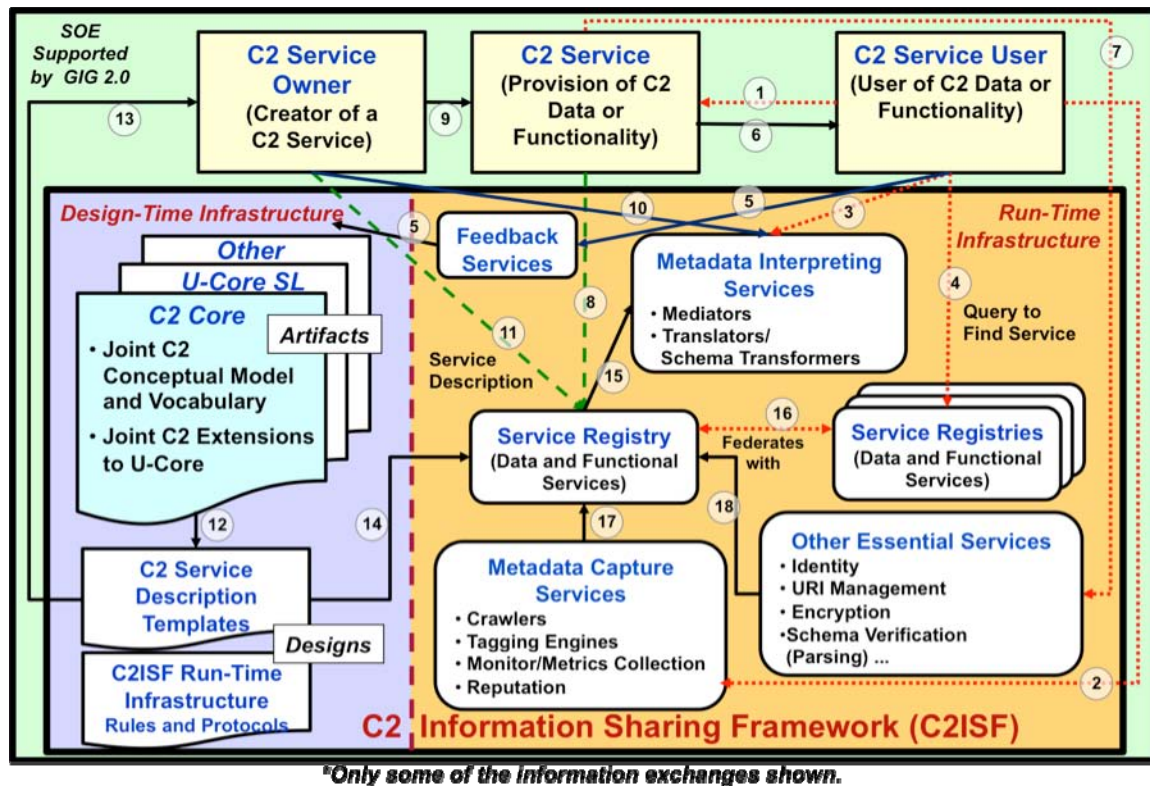 SOE
Supported
by GIG 2.0
C2 Service
Owner
(Creator of a
C2 Service)
C2 Service
(Provision of C2
Data or
Functionality)
C2 Service User
(User of C2 Data or
Functionality)
13
9
1
6
7
Design-Time Infrastructure
Run-Time
Infrastructure
5
Feedback
Services
10
5
3
Metadata Interpreting
Services
• Mediators
• Translators/
Schema Transformers
4
Query to
Find Service
Other
U-Core SL
C2 Core
• Joint C2
Conceptual Model
and Vocabulary
• Joint C2 Extensions
to U-Core
Artifacts
11
8
Service
Description
15
Service Registry
(Data and Functional
Services)
16
Federates
with
Service Registries
(Data and Functional
Services)
12
14
17
18
C2 Service
Description
Templates
Designs
C2ISF Run-Time
Infrastructure
Rules and Protocols
Metadata Capture
Services
• Crawlers
• Tagging Engines
• Monitor/Metrics Collection
• Reputation
Other Essential Services
• Identity
• URI Management
• Encryption
•Schema Verification
(Parsing) ...
2
C2 Information Sharing Framework (C2ISF)
*Only some of the information exchanges shown.